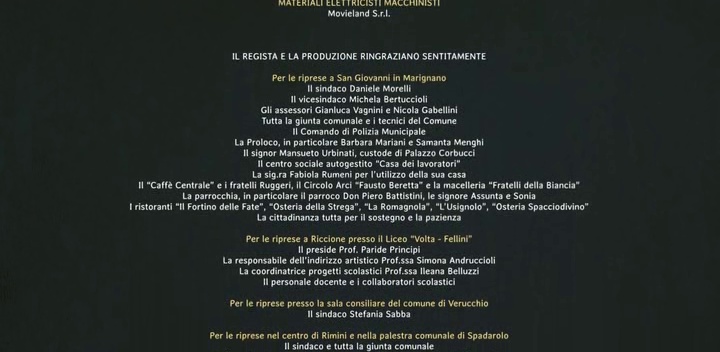 MATERIALI ELETTRICISTI MACCHINISTI
Movieland S.r.l.
IL REGISTA E LA PRODUZIONE RINGRAZIANO SENTITAMENTE
Per le riprese a San Giovanni in Marignano
Il sindaco Daniele Morelli
Il vicesindaco Michela Bertuccioli
Gli assessori Gianluca Vagnini e Nicola Gabellini
Tutta la giunta comunale e i tecnici del Comune
Il Comando di Polizia Municipale
La Proloco, in particolare Barbara Mariani e Samanta Menghi
Il signor Mansueto Urbinati, custode di Palazzo Corbucci
Il centro sociale autogestito "Casa dei lavoratori"
La sig.ra Fabiola Rumeni per l'utilizzo della sua casa
Il "Caffè Centrale" e i fratelli Ruggeri, il Circolo Arci "Fausto Beretta" e la macelleria "Fratelli della Biancia"
La parrocchia, in particolare il parroco Don Piero Battistini, le signore Assunta e Sonia
I ristoranti "Il Fortino delle Fate", "Osteria della Strega", "La Romagnola", "L'Usignolo", "Osteria Spacciodivino"
La cittadinanza tutta per il sostegno e la pazienza
Per le riprese a Riccione presso il Liceo "Volta - Fellini"
Il preside Prof. Paride Principi
La responsabile dell'indirizzo artistico Prof.ssa Simona Andruccioli
La coordinatrice progetti scolastici Prof.ssa Ileana Belluzzi
Il personale docente e i collaboratori scolastici
Per le riprese presso la sala consiliare del comune di Verucchio
Il sindaco Stefania Sabba
Per le riprese nel centro di Rimini e nella palestra comunale di Spadarolo
Il sindaco e tutta la giunta comunale